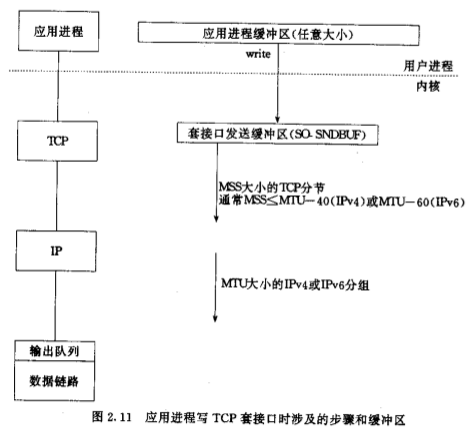 应用进程
应用进程缓冲区(任意大小)
write
用户进程
内核
TCP
套接口发送缓冲区(SO-SNDBUF)
MSS大小的TCP分节
通常MSS≤MTU-40(IPv4)或MTU-60(IPv6)
IP
MTU大小的IPv4或IPv6分组
输出队列
数据链路
图 2.11 应用进程写 TCP 套接口时涉及的步骤和缓冲区